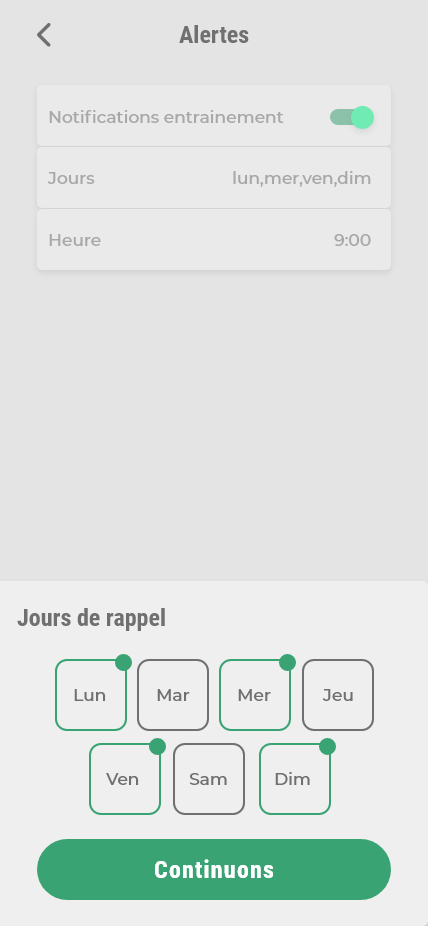 Alertes
Notifications entrainement
Jours lun,mer,ven,dim
Heure 9:00
Jours de rappel
Lun Mar Mer Jeu
Ven Sam Dim
Continuons